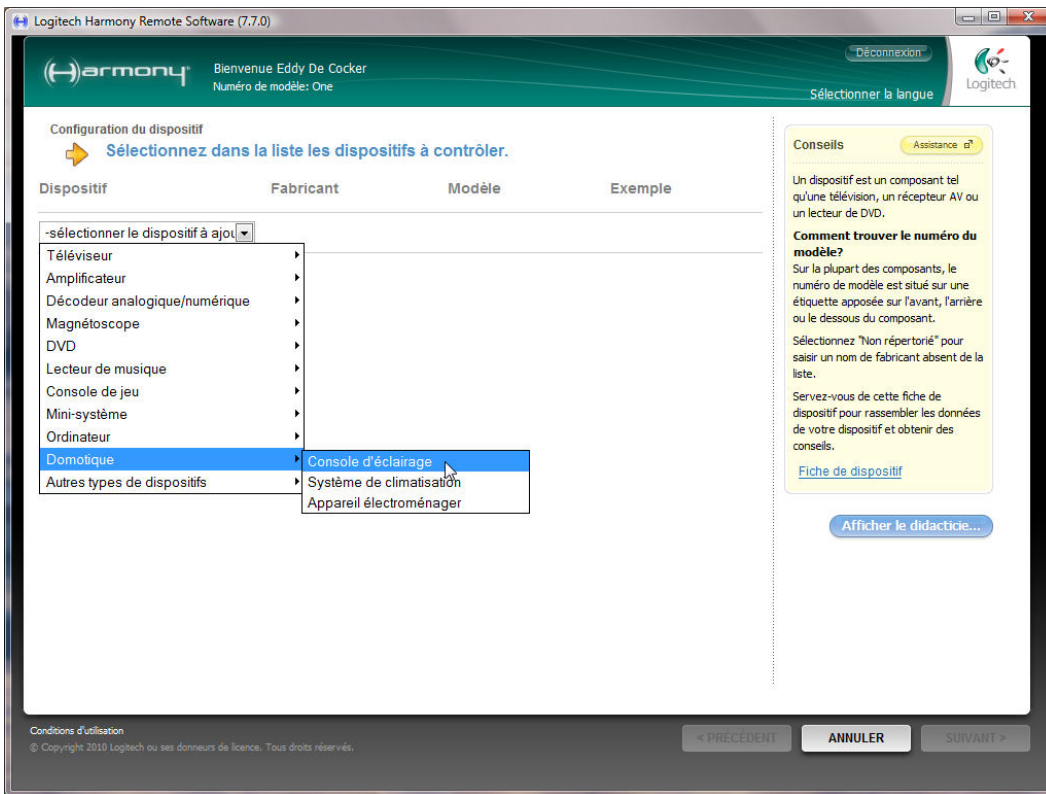 Logitech Harmony Remote Software (7.7.0)
Harmony
Bienvenue Eddy De Cocker
Numéro de modèle: One
Déconnexion
Sélectionner la langue
Logitech
Configuration du dispositif
Sélectionnez dans la liste les dispositifs à contrôler.
Dispositif Fabricant Modèle Exemple
-sélectionner le dispositif à ajou
Téléviseur
Amplificateur
Décodeur analogique/numérique
Magnétoscope
DVD
Lecteur de musique
Console de jeu
Mini-système
Ordinateur
Domotique
Autres types de dispositifs
Console d'éclairage
Système de climatisation
Appareil électroménager
Conseils
Assistance
Un dispositif est un composant tel
qu'une télévision, un récepteur AV ou
un lecteur de DVD.
Comment trouver le numéro du
modèle?
Sur la plupart des composants, le
numéro de modèle est situé sur une
étiquette apposée sur l'avant, l'arrière
ou le dessous du composant.
Sélectionnez "Non répertorié" pour
saisir un nom de fabricant absent de la
liste.
Servez-vous de cette fiche de
dispositif pour rassembler les données
de votre dispositif et obtenir des
conseils.
Fiche de dispositif
Afficher le didacticie...
Conditions d'utilisation
© Copyright 2010 Logitech ou ses donneurs de licence. Tous droits réservés.
< PRÉCÉDENT
ANNULER
SUIVANT >